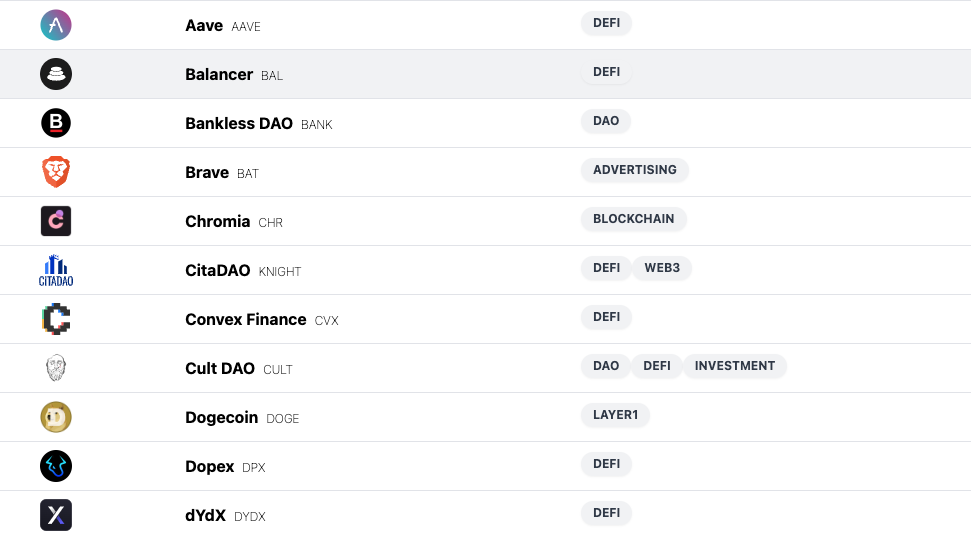 Aave AAVE DEFI
Balancer BAL DEFI
B Bankless DAO BANK DAO
Brave BAT ADVERTISING
Chromia CHR BLOCKCHAIN
CITADAO CitaDAO KNIGHT DEFI WEB3
Convex Finance CVX DEFI
Cult DAO CULT DAO DEFI INVESTMENT
Dogecoin DOGE LAYER1
Dopex DPX DEFI
dYdX DYDX DEFI